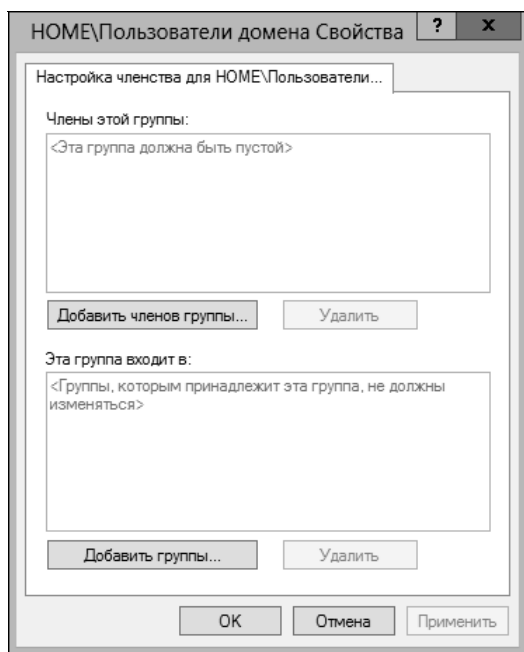 HOME\Пользователи домена Свойства ? x
Настройка членства для HOME\Пользователи...
Члены этой группы:
<Эта группа должна быть пустой>
Добавить членов группы... Удалить
Эта группа входит в:
<Группы, которым принадлежит эта группа, не должны
изменяться>
Добавить группы... Удалить
OK Отмена Применить